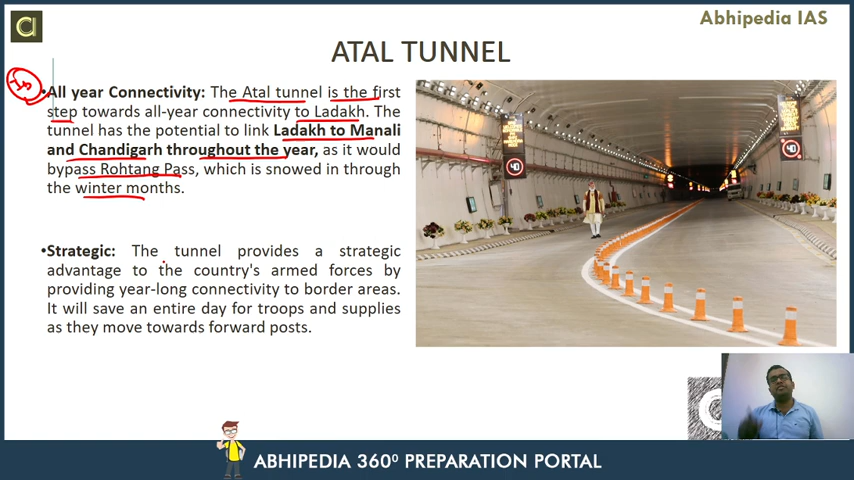 Abhipedia IAS
ATAL TUNNEL
•All year Connectivity: The Atal tunnel is the first
step towards all-year connectivity to Ladakh. The
tunnel has the potential to link Ladakh to Manali
and Chandigarh throughout the year, as it would
bypass Rohtang Pass, which is snowed in through
the winter months.
•Strategic: The tunnel provides a strategic
advantage to the country's armed forces by
providing year-long connectivity to border areas.
It will save an entire day for troops and supplies
as they move towards forward posts.
40
40
ABHIPEDIA 360⁰ PREPARATION PORTAL